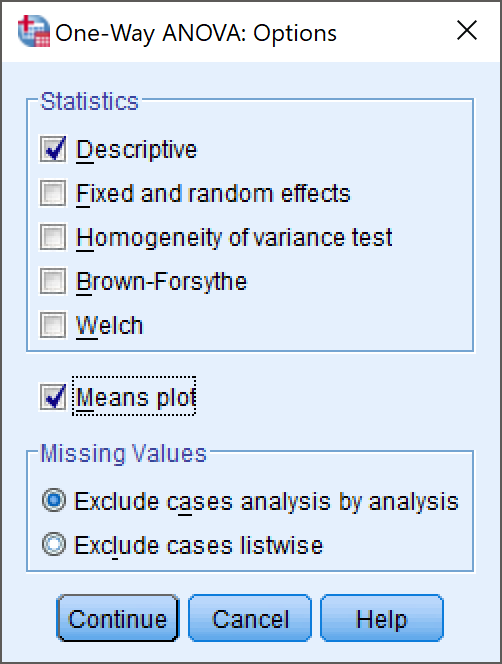 One-Way ANOVA: Options
Statistics
Descriptive
Fixed and random effects
Homogeneity of variance test
Brown-Forsythe
Welch
Means plot
Missing Values
Exclude cases analysis by analysis
Exclude cases listwise
Continue Cancel Help